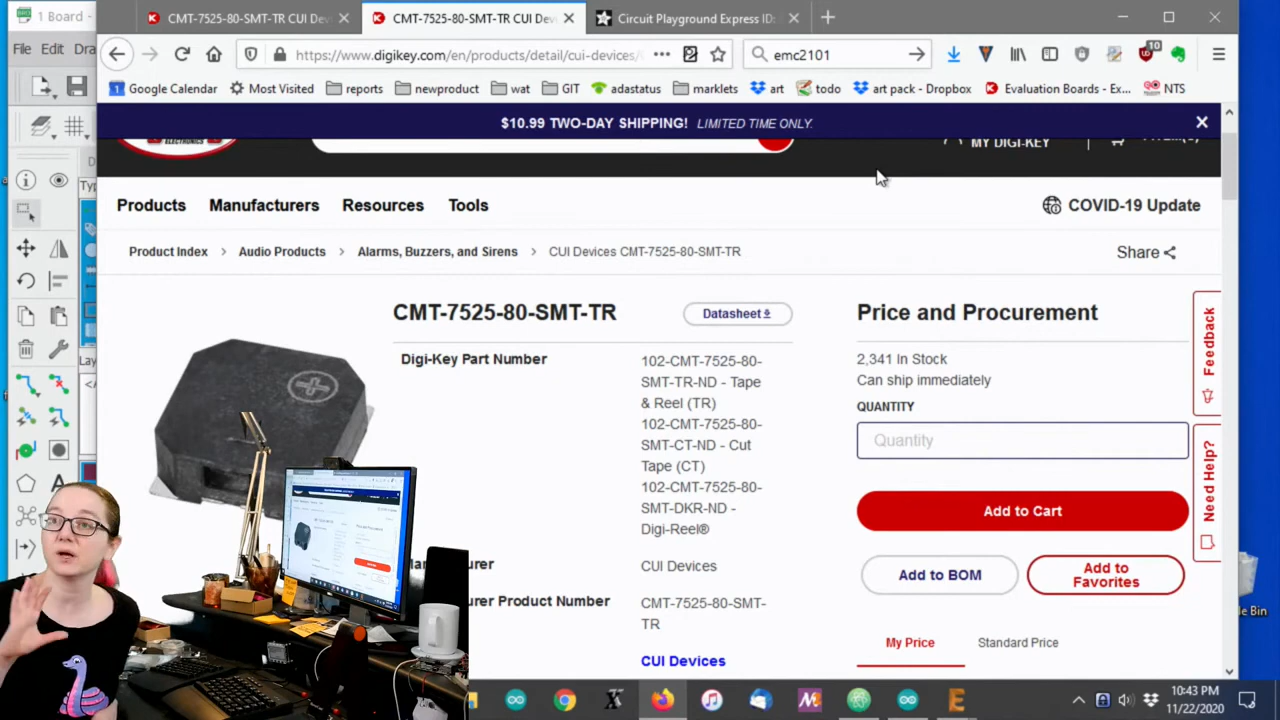 1 Board -
CMT-7525-80-SMT-TR CUI Dev
CMT-7525-80-SMT-TR CUI Dev
Circuit Playground Express ID:
File Edit Dra
https://www.digikey.com/en/products/detail/cui-devices/
emc2101
10
Google Calendar
Most Visited
reports
newproduct
wat
GIT
adastatus
marklets
art
todo
art pack - Dropbox
Evaluation Boards - Ex...
NTS
$10.99 TWO-DAY SHIPPING! LIMITED TIME ONLY.
ELECTRONICS
MY DIGI-KEY
Products
Manufacturers
Resources
Tools
COVID-19 Update
Product Index > Audio Products > Alarms, Buzzers, and Sirens > CUI Devices CMT-7525-80-SMT-TR
Share
CMT-7525-80-SMT-TR
Datasheet
Price and Procurement
Digi-Key Part Number
102-CMT-7525-80-
SMT-TR-ND - Tape
& Reel (TR)
102-CMT-7525-80-
SMT-CT-ND - Cut
Tape (CT)
102-CMT-7525-80-
SMT-DKR-ND -
Digi-Reel®
2,341 In Stock
Can ship immediately
QUANTITY
Quantity
Add to Cart
Add to BOM
Add to
Favorites
Feedback
Need Help?
CUI Devices
Product Number
CMT-7525-80-SMT-
TR
CUI Devices
My Price
Standard Price
10:43 PM
11/22/2020